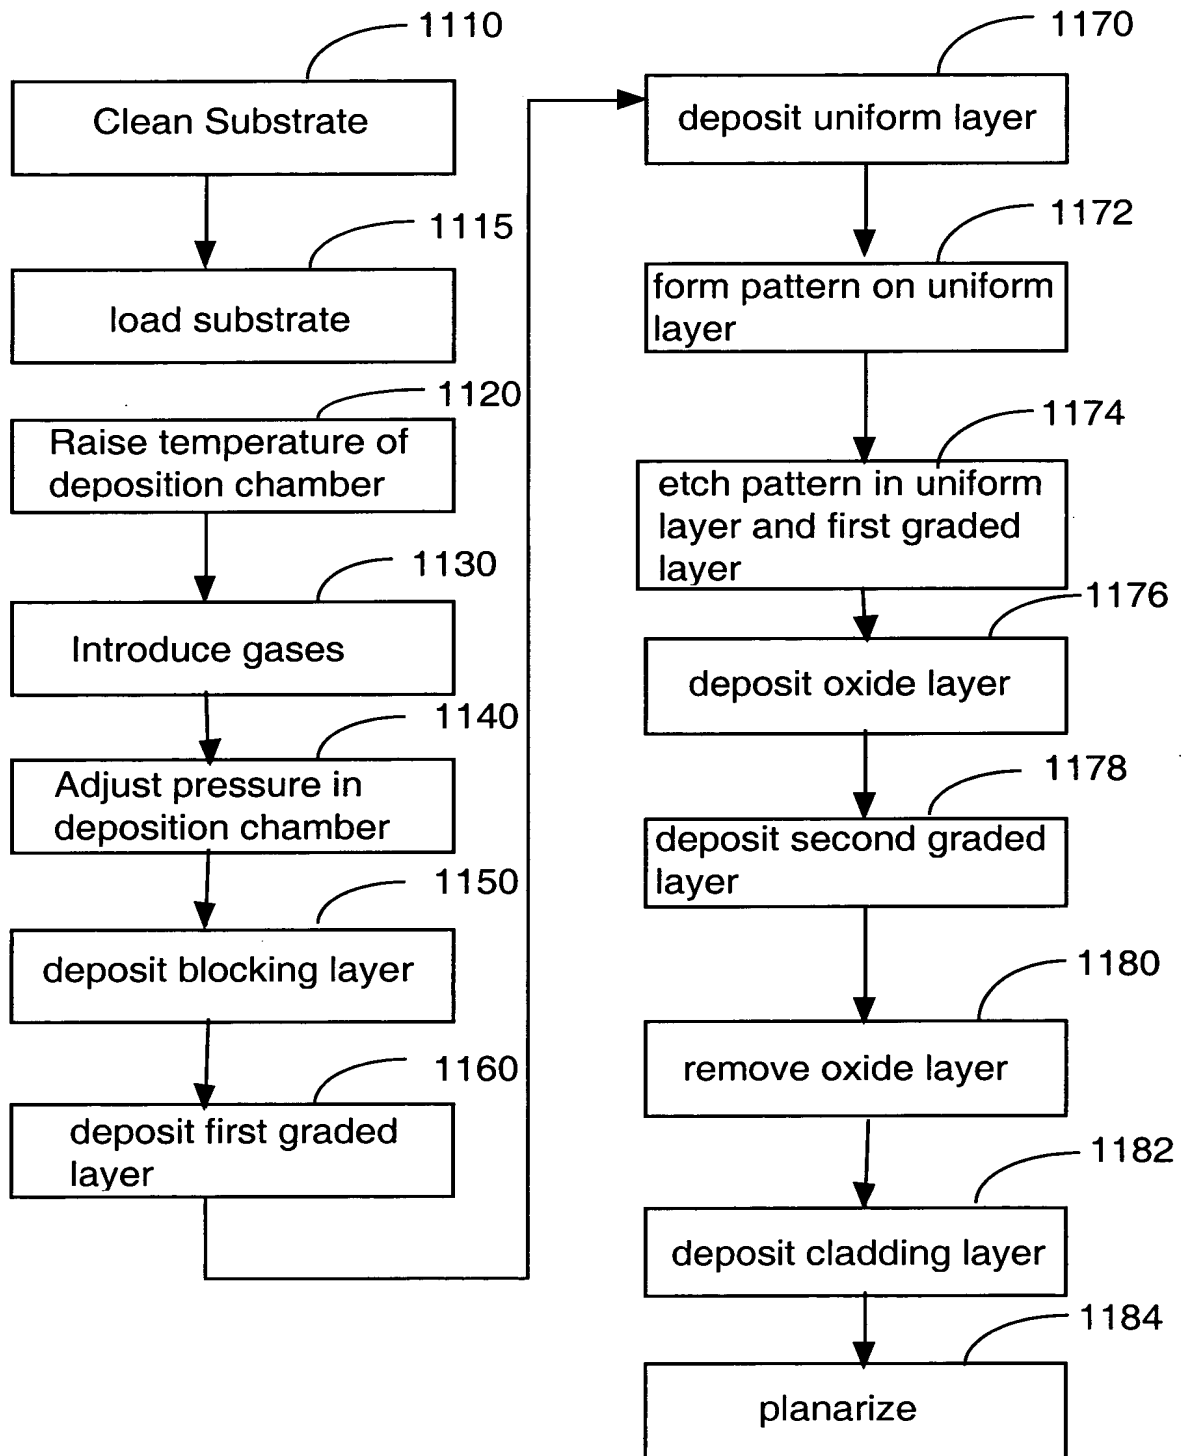 1110
Clean Substrate
1115
load substrate
1120
Raise temperature of
deposition chamber
1130
Introduce gases
1140
Adjust pressure in
deposition chamber
1150
deposit blocking layer
1160
deposit first graded
layer
1170
deposit uniform layer
1172
form pattern on uniform
layer
1174
etch pattern in uniform
layer and first graded
layer
1176
deposit oxide layer
1178
deposit second graded
layer
1180
remove oxide layer
1182
deposit cladding layer
1184
planarize